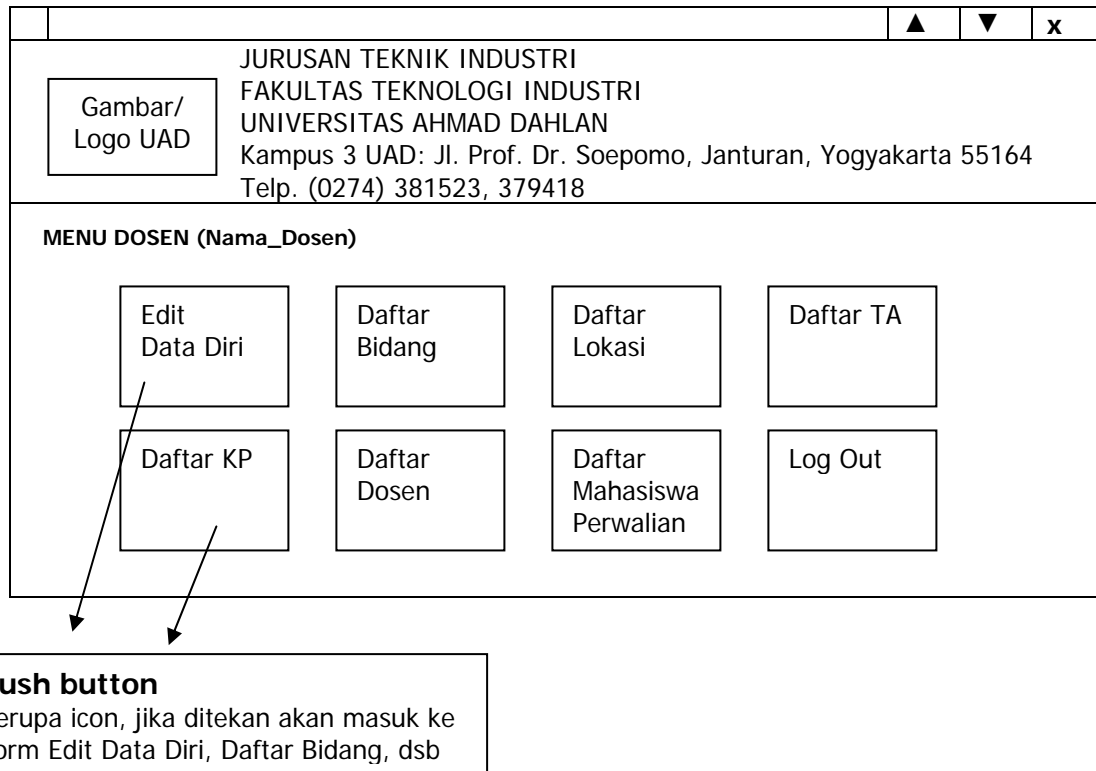 ▲ ▼ x
JURUSAN TEKNIK INDUSTRI
FAKULTAS TEKNOLOGI INDUSTRI
UNIVERSITAS AHMAD DAHLAN
Kampus 3 UAD: Jl. Prof. Dr. Soepomo, Janturan, Yogyakarta 55164
Telp. (0274) 381523, 379418
Gambar/
Logo UAD
MENU DOSEN (Nama_Dosen)
Edit
Data Diri
Daftar
Bidang
Daftar
Lokasi
Daftar TA
Daftar KP
Daftar
Dosen
Daftar
Mahasiswa
Perwalian
Log Out
ush button
erupa icon, jika ditekan akan masuk ke
orm Edit Data Diri, Daftar Bidang, dsb